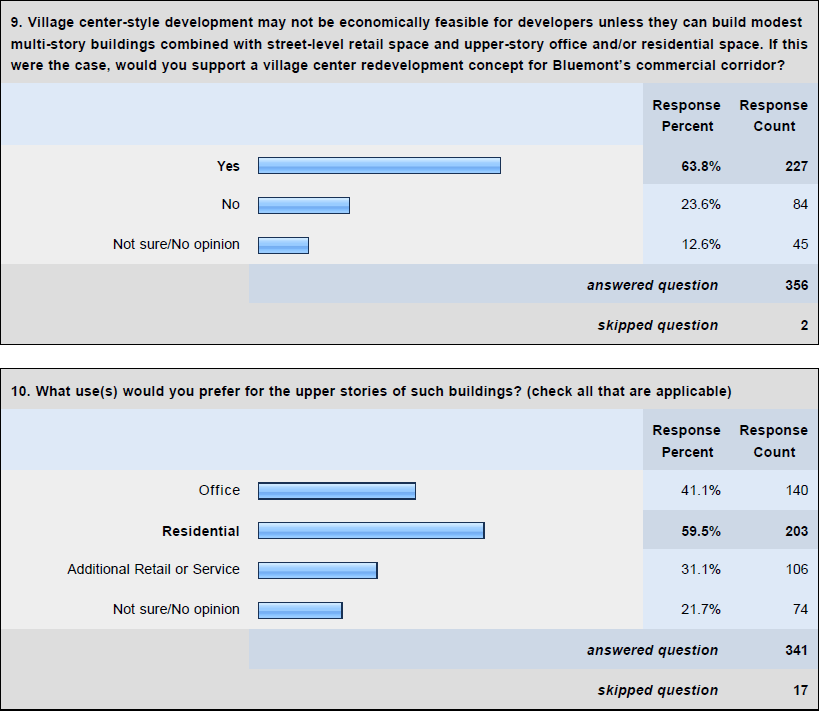 9. Village center-style development may not be economically feasible for developers unless they can build modest
multi-story buildings combined with street-level retail space and upper-story office and/or residential space. If this
were the case, would you support a village center redevelopment concept for Bluemont's commercial corridor?
Response Percent Response Count
Yes 63.8% 227
No 23.6% 84
Not sure/No opinion 12.6% 45
answered question 356
skipped question 2
10. What use(s) would you prefer for the upper stories of such buildings? (check all that are applicable)
Response Percent Response Count
Office 41.1% 140
Residential 59.5% 203
Additional Retail or Service 31.1% 106
Not sure/No opinion 21.7% 74
answered question 341
skipped question 17